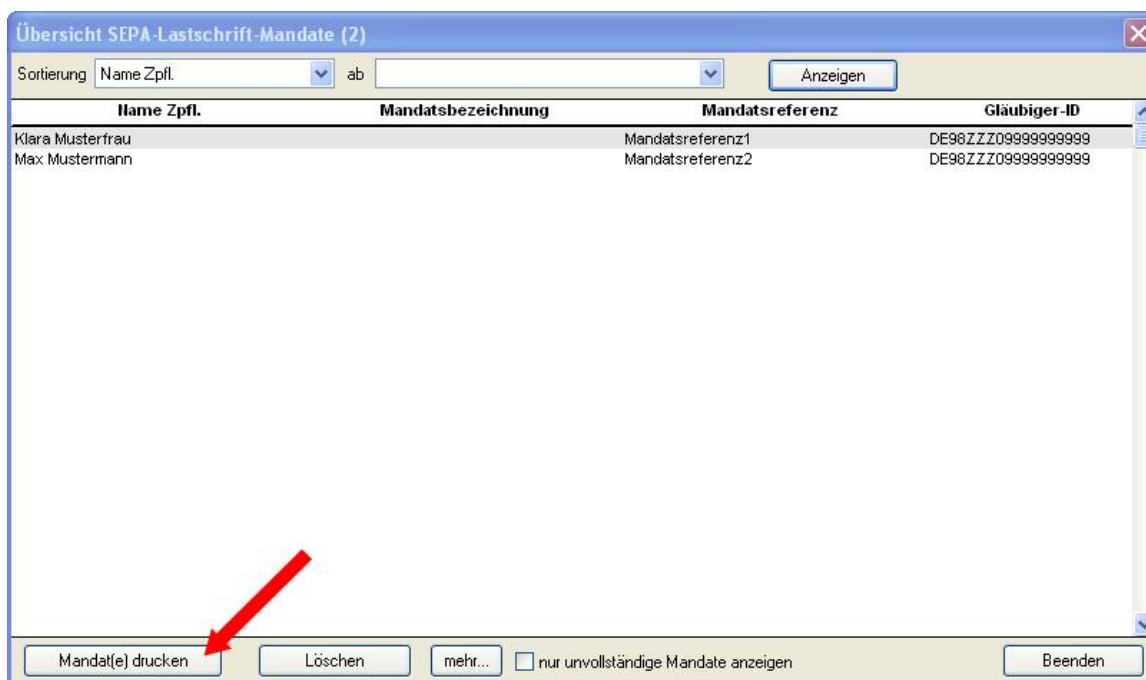 Übersicht SEPA-Lastschrift-Mandate (2)
Sortierung Name Zpfl. ab Anzeigen
Name Zpfl. Mandatsbezeichnung Mandatsreferenz Gläubiger-ID
Klara Musterfrau Mandatsreferenz1 DE98ZZZ09999999999
Max Mustermann Mandatsreferenz2 DE98ZZZ09999999999
Mandat(e) drucken Löschen mehr... nur unvollständige Mandate anzeigen Beenden